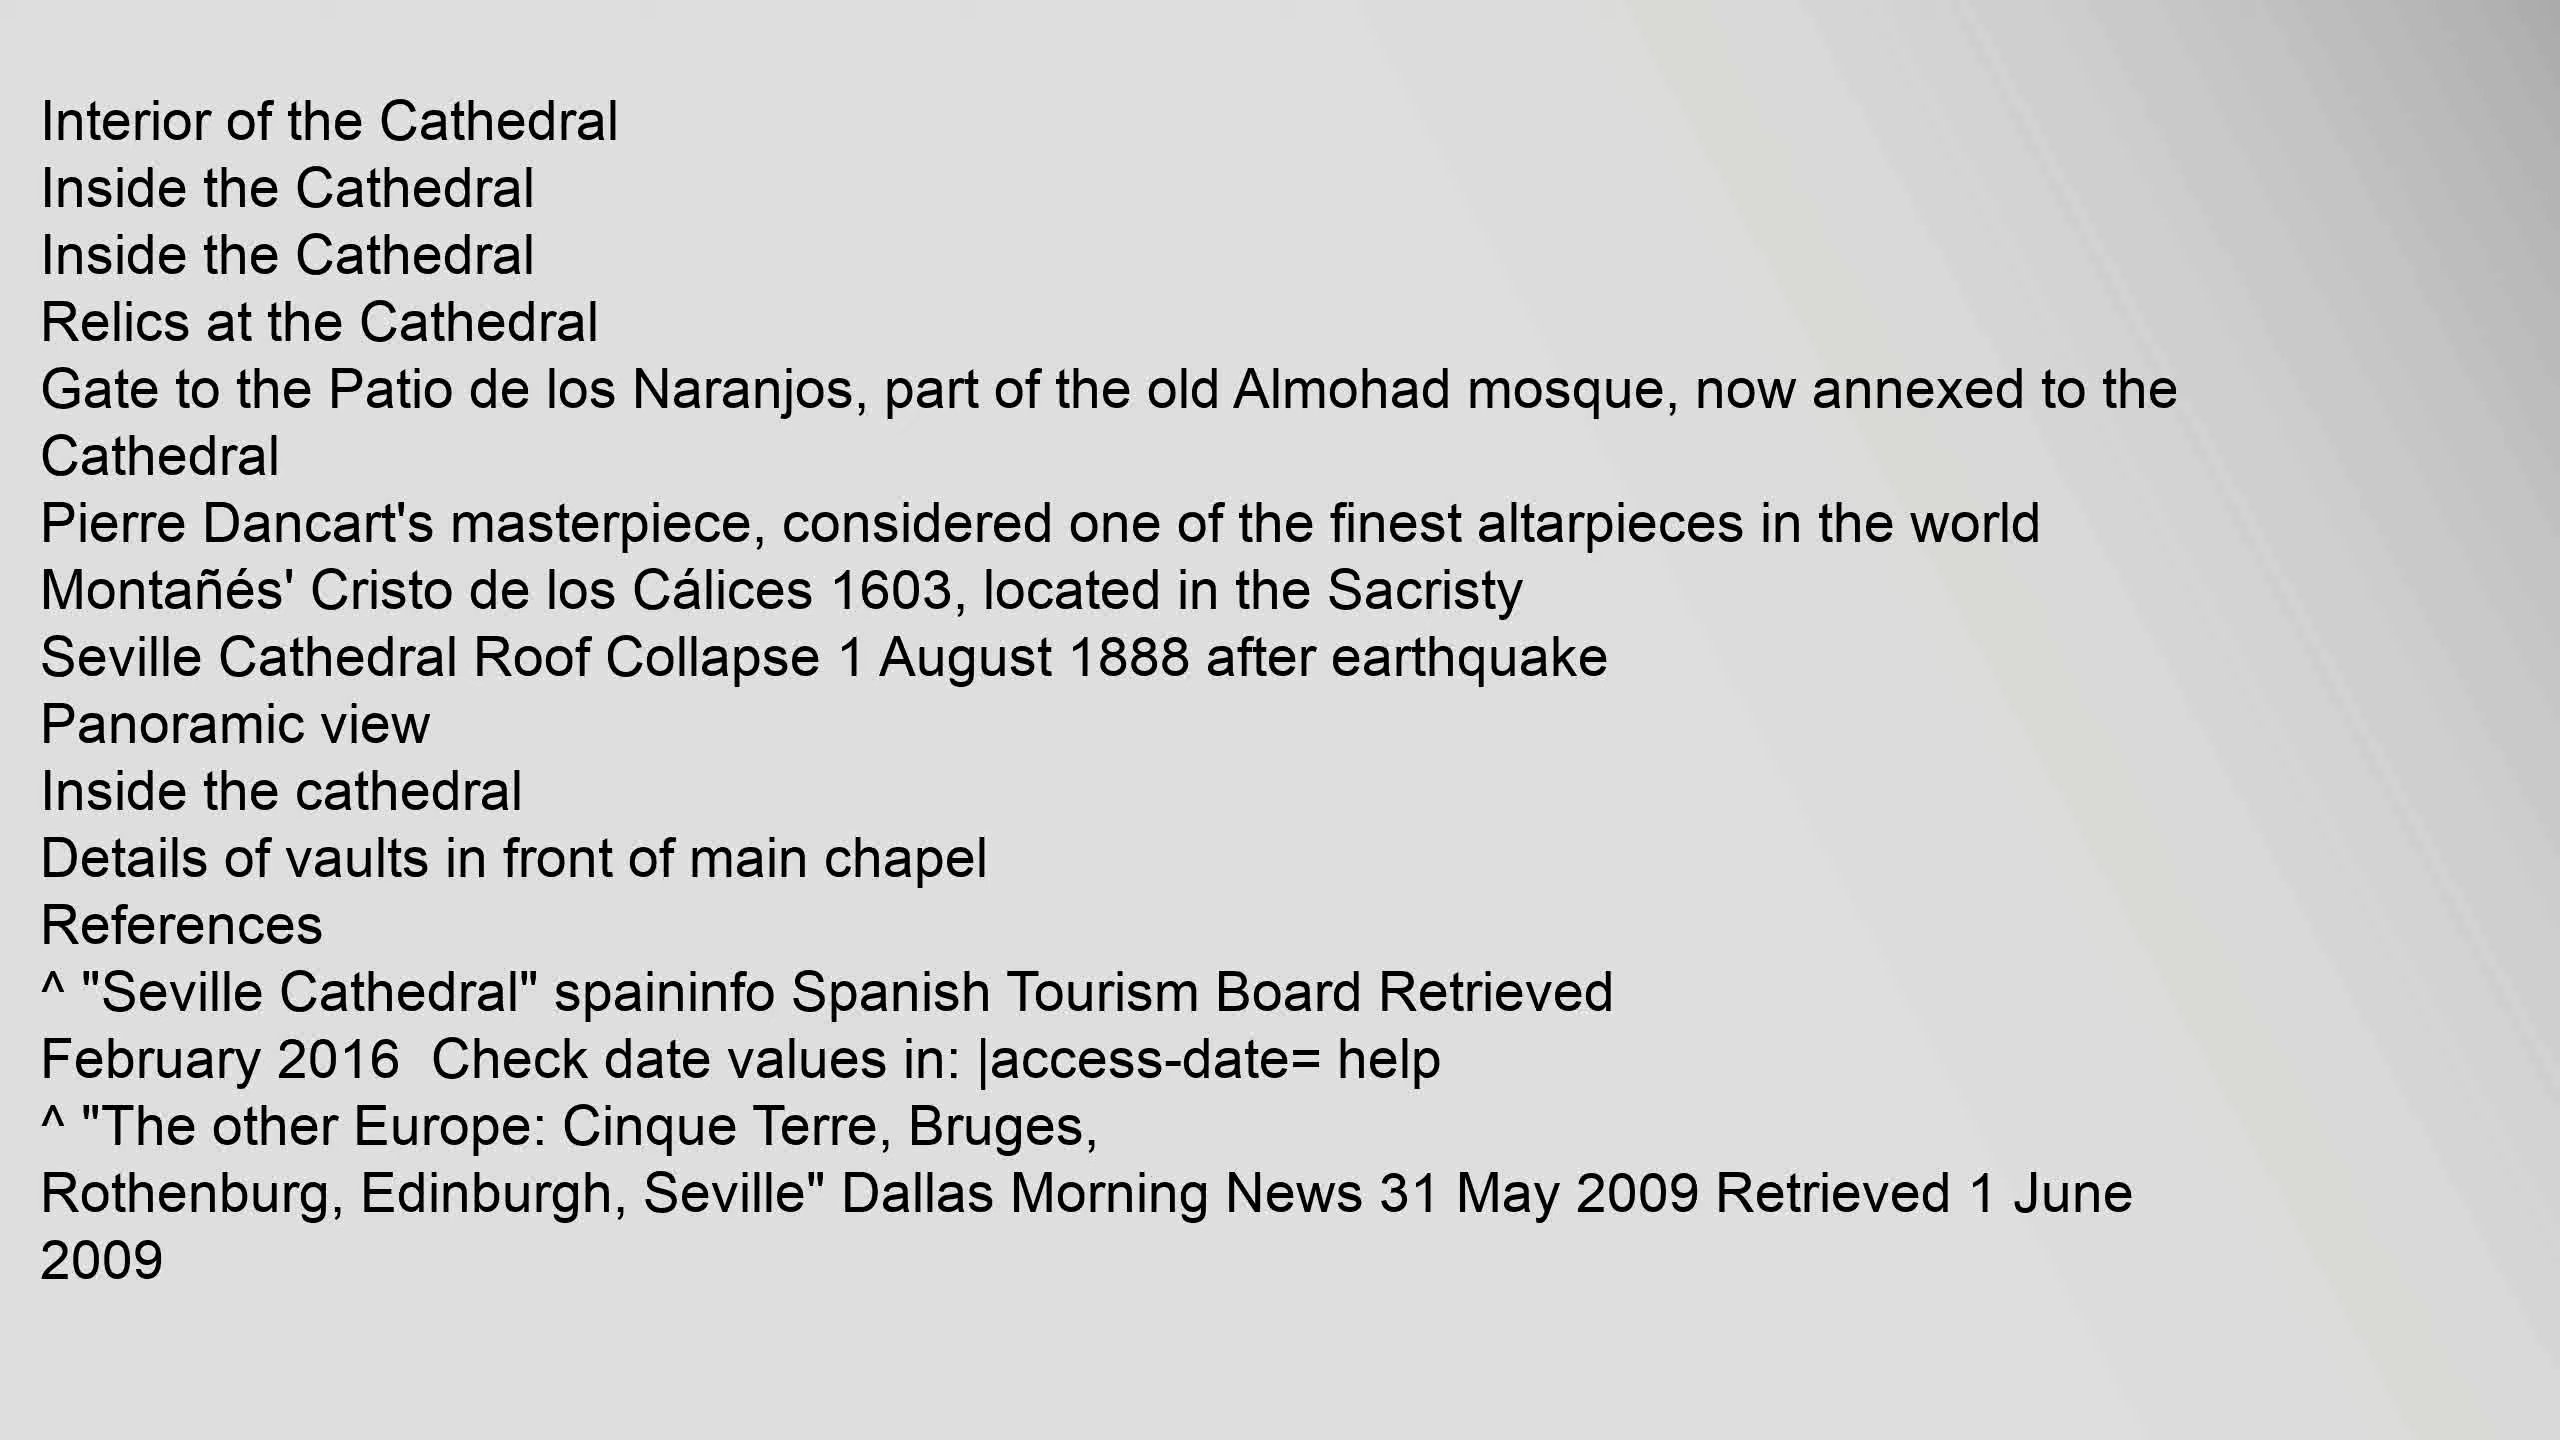 Interior of the Cathedral
Inside the Cathedral
Inside the Cathedral
Relics at the Cathedral
Gate to the Patio de los Naranjos, part of the old Almohad mosque, now annexed to the
Cathedral
Pierre Dancart's masterpiece, considered one of the finest altarpieces in the world
Montañés' Cristo de los Cálices 1603, located in the Sacristy
Seville Cathedral Roof Collapse 1 August 1888 after earthquake
Panoramic view
Inside the cathedral
Details of vaults in front of main chapel
References
^ "Seville Cathedral" spaininfo Spanish Tourism Board Retrieved
February 2016  Check date values in: |access-date= help
^ "The other Europe: Cinque Terre, Bruges,
Rothenburg, Edinburgh, Seville" Dallas Morning News 31 May 2009 Retrieved 1 June
2009